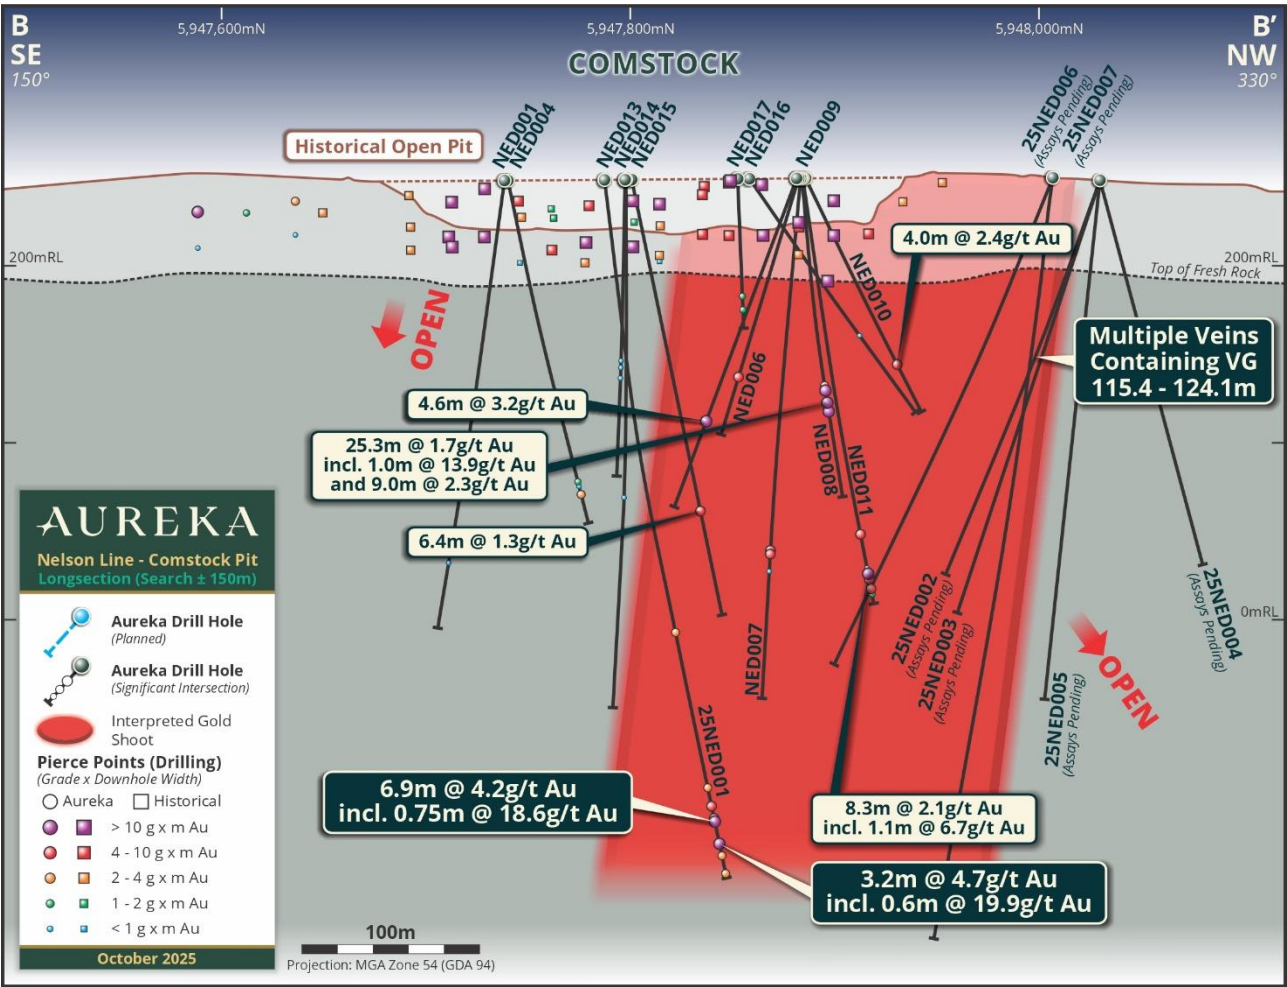 B
SE
150°
5,947,600mN
5,947,800mN
5,948,000mN
B'
NW
330°
COMSTOCK
Historical Open Pit
NED001
NED004
NED013
NED014
NED015
NED017
NED016
NED009
25NED006
(Assays Pending)
25NED007
(Assays Pending)
200mRL
200mRL
Top of Fresh Rock
4.0m @ 2.4g/t Au
NED010
OPEN
Multiple Veins
Containing VG
115.4 - 124.1m
NED006
4.6m @ 3.2g/t Au
25.3m @ 1.7g/t Au
incl. 1.0m @ 13.9g/t Au
and 9.0m @ 2.3g/t Au
NED008
NED011
6.4m @ 1.3g/t Au
25NED002
(Assays Pending)
25NED003
(Assays Pending)
25NED004
(Assays Pending)
0mRL
NED007
25NED005
(Assays Pending)
OPEN
25NED001
6.9m @ 4.2g/t Au
incl. 0.75m @ 18.6g/t Au
8.3m @ 2.1g/t Au
incl. 1.1m @ 6.7g/t Au
3.2m @ 4.7g/t Au
incl. 0.6m @ 19.9g/t Au
AUREKA
Nelson Line - Comstock Pit
Longsection (Search ± 150m)
Aureka Drill Hole
(Planned)
Aureka Drill Hole
(Significant Intersection)
Interpreted Gold
Shoot
Pierce Points (Drilling)
(Grade x Downhole Width)
Aureka Historical
> 10 g x m Au
4 - 10 g x m Au
2 - 4 g x m Au
1 - 2 g x m Au
< 1 g x m Au
October 2025
100m
Projection: MGA Zone 54 (GDA 94)